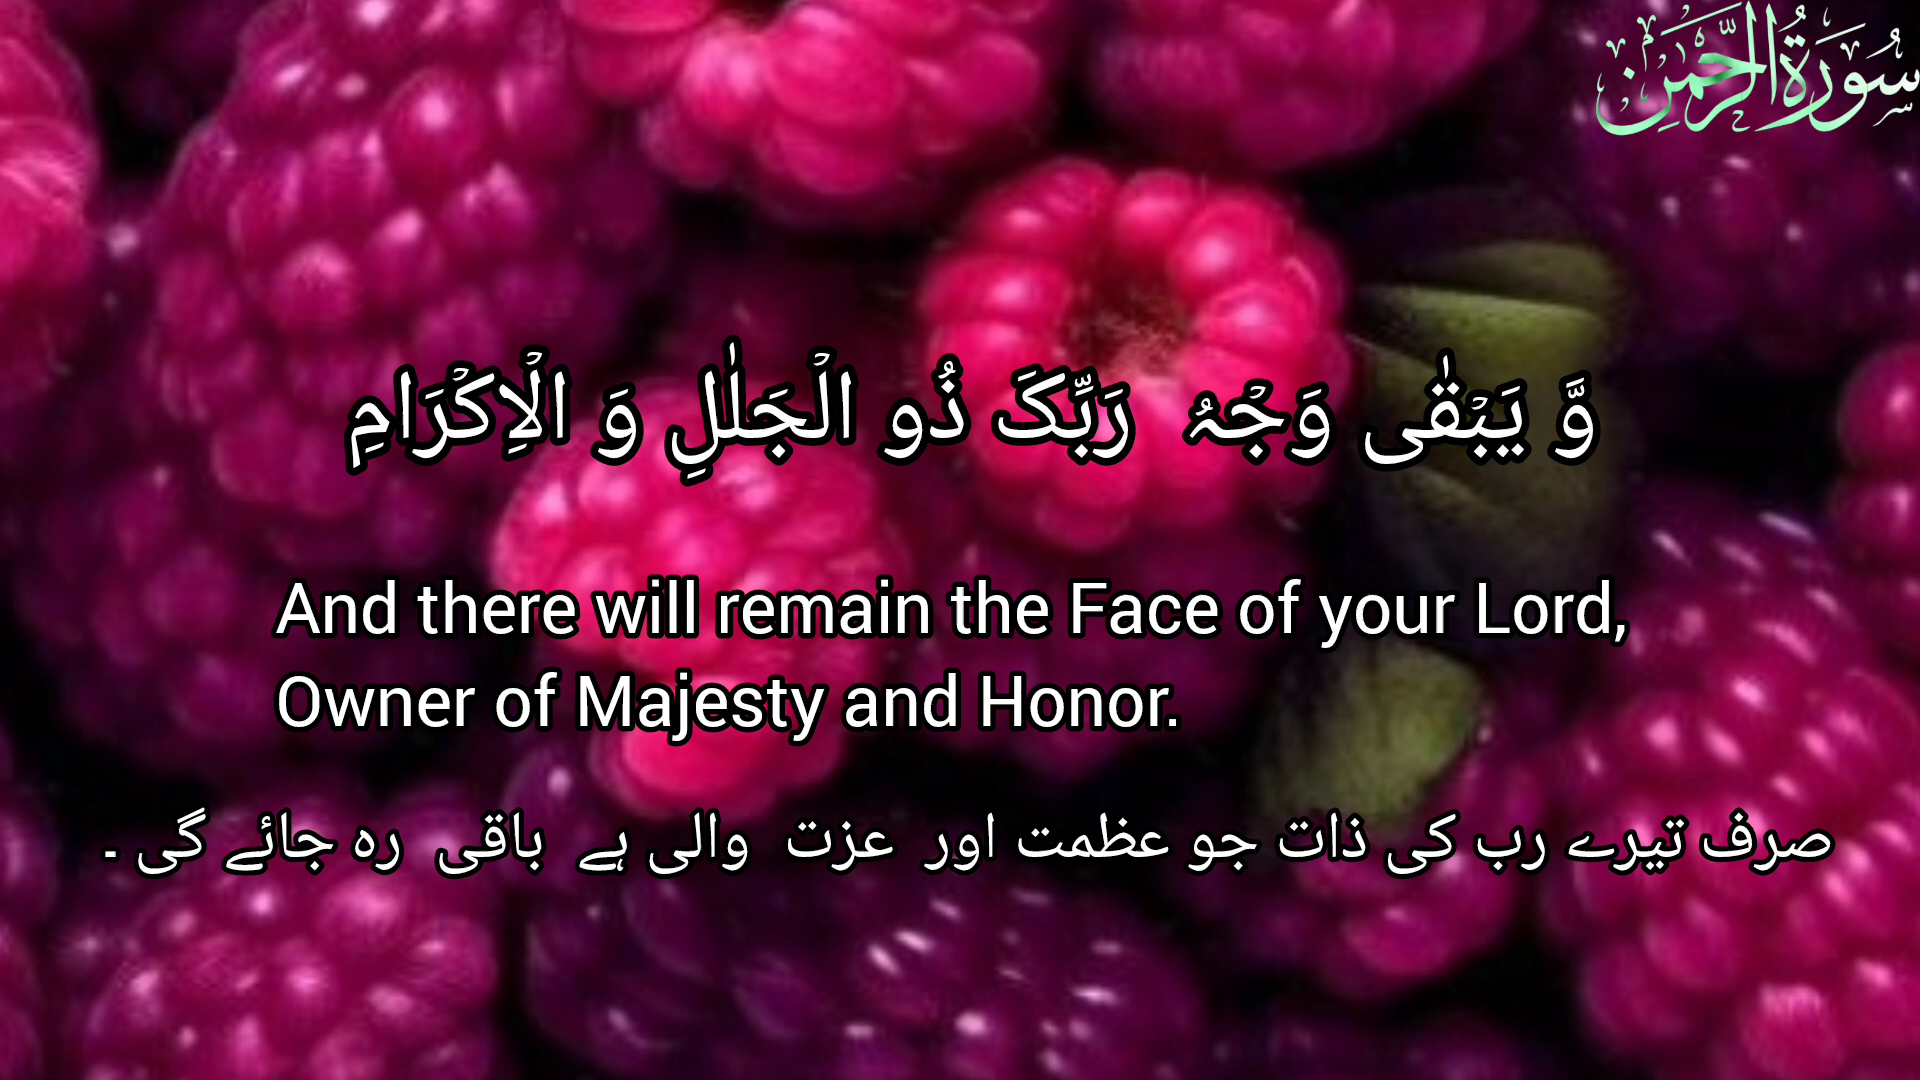 سُورَةُ الرَّحْمٰنِ
وَّ یَبۡقٰی وَجۡہُ رَبِّکَ ذُو الۡجَلٰلِ وَ الۡاِکۡرَامِ
And there will remain the Face of your Lord,
Owner of Majesty and Honor.
صرف تیرے رب کی ذات جو عظمت اور عزت والی ہے باقی رہ جائے گی ۔